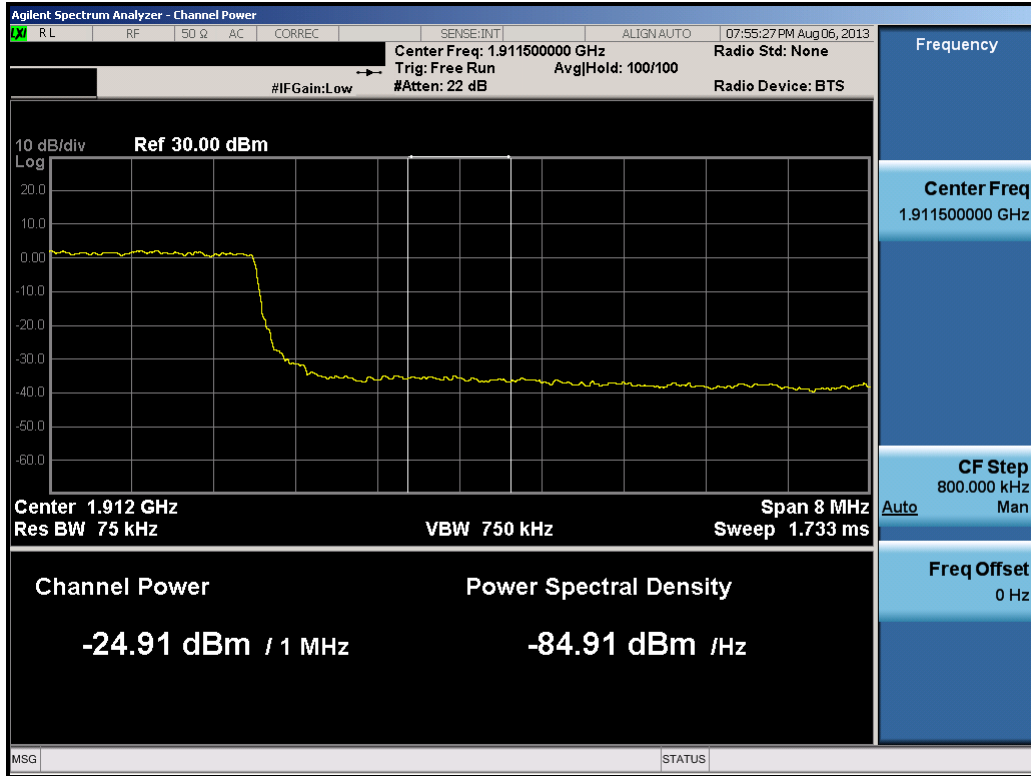 Agilent Spectrum Analyzer - Channel Power
LXI RL RF 50 Ω AC CORREC SENSE:INT ALIGN AUTO 07:55:27 PM Aug 06, 2013
Center Freq: 1.911500000 GHz Radio Std: None
Trig: Free Run Avg|Hold: 100/100
#IFGain:Low #Atten: 22 dB Radio Device: BTS
10 dB/div Ref 30.00 dBm
Log
20.0
10.0
0.00
-10.0
-20.0
-30.0
-40.0
-50.0
-60.0
Center 1.912 GHz Span 8 MHz
Res BW 75 kHz VBW 750 kHz Sweep 1.733 ms
Channel Power Power Spectral Density
-24.91 dBm / 1 MHz -84.91 dBm /Hz
MSG STATUS
Frequency
Center Freq
1.911500000 GHz
CF Step
800.000 kHz
Auto Man
Freq Offset
0 Hz